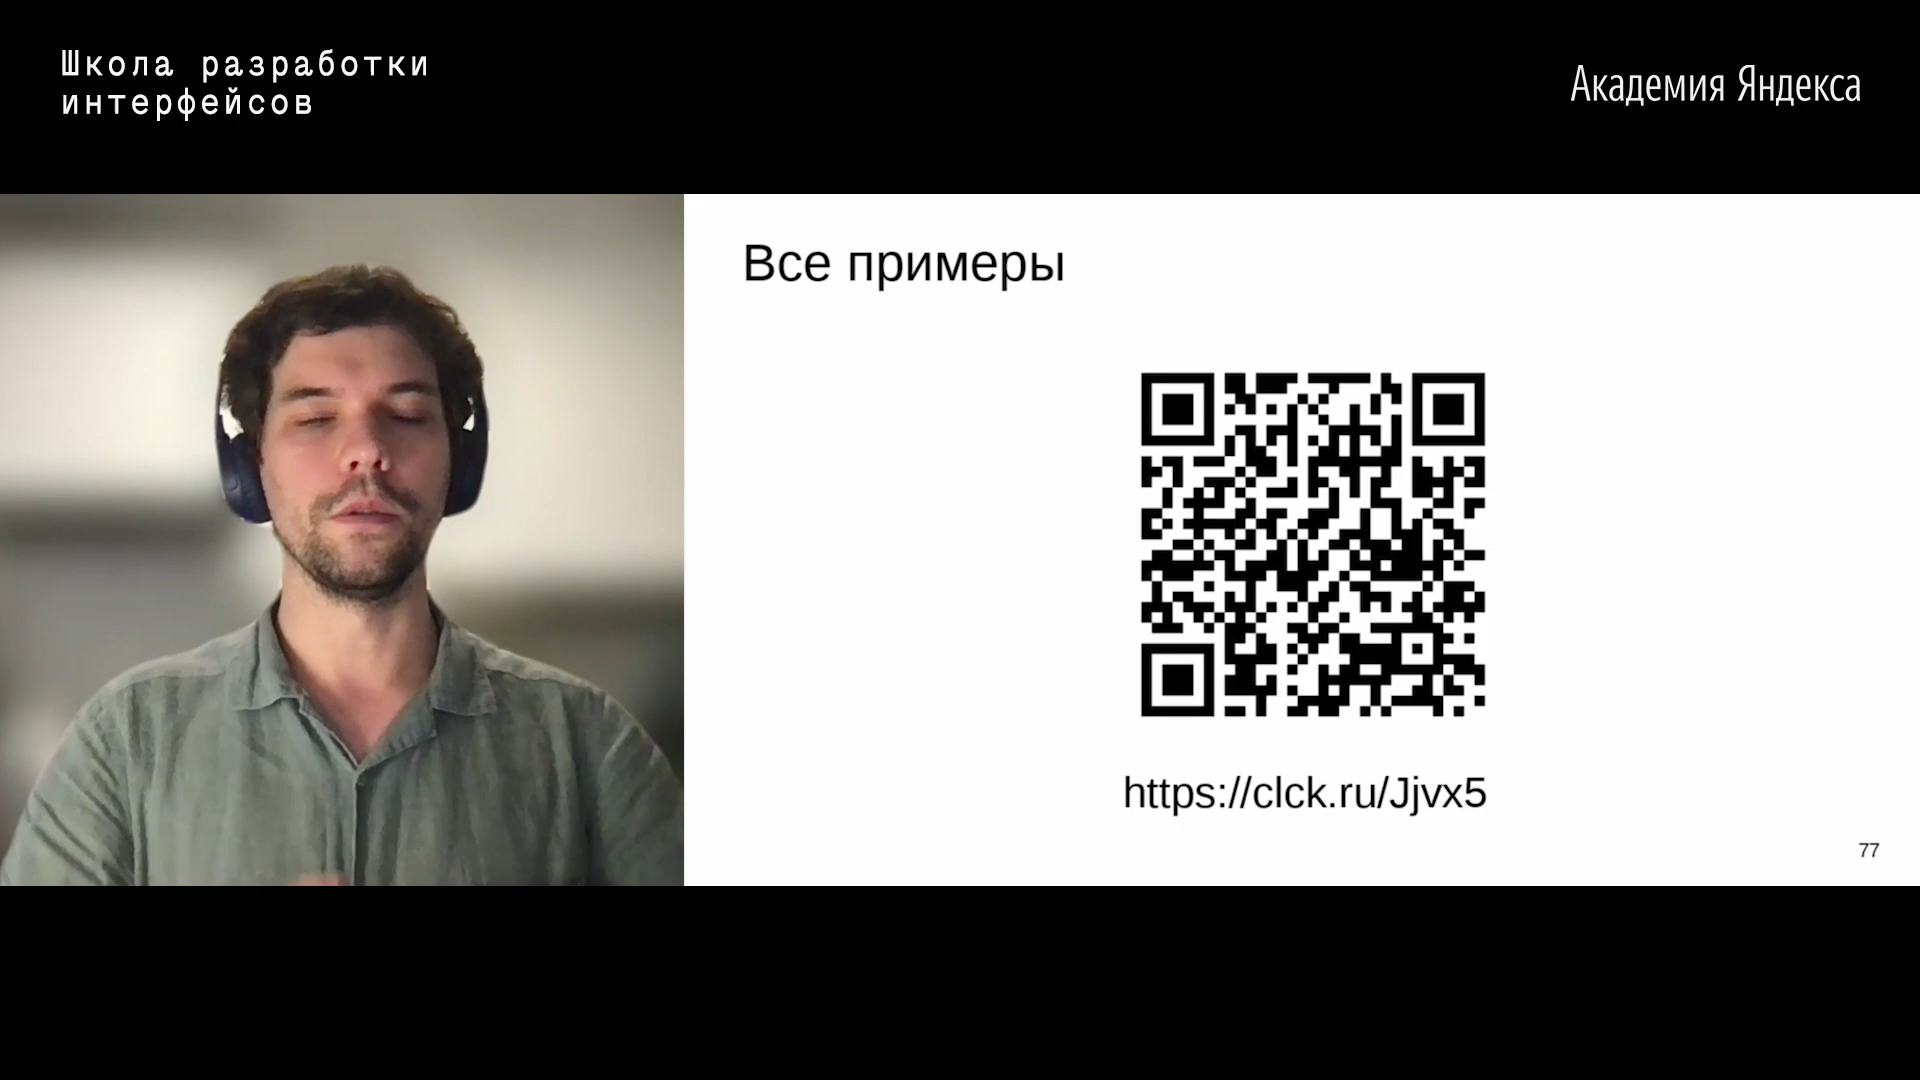 Школа разработки
интерфейсов
Академия Яндекса
Все примеры
https://clck.ru/Jjvx5
77